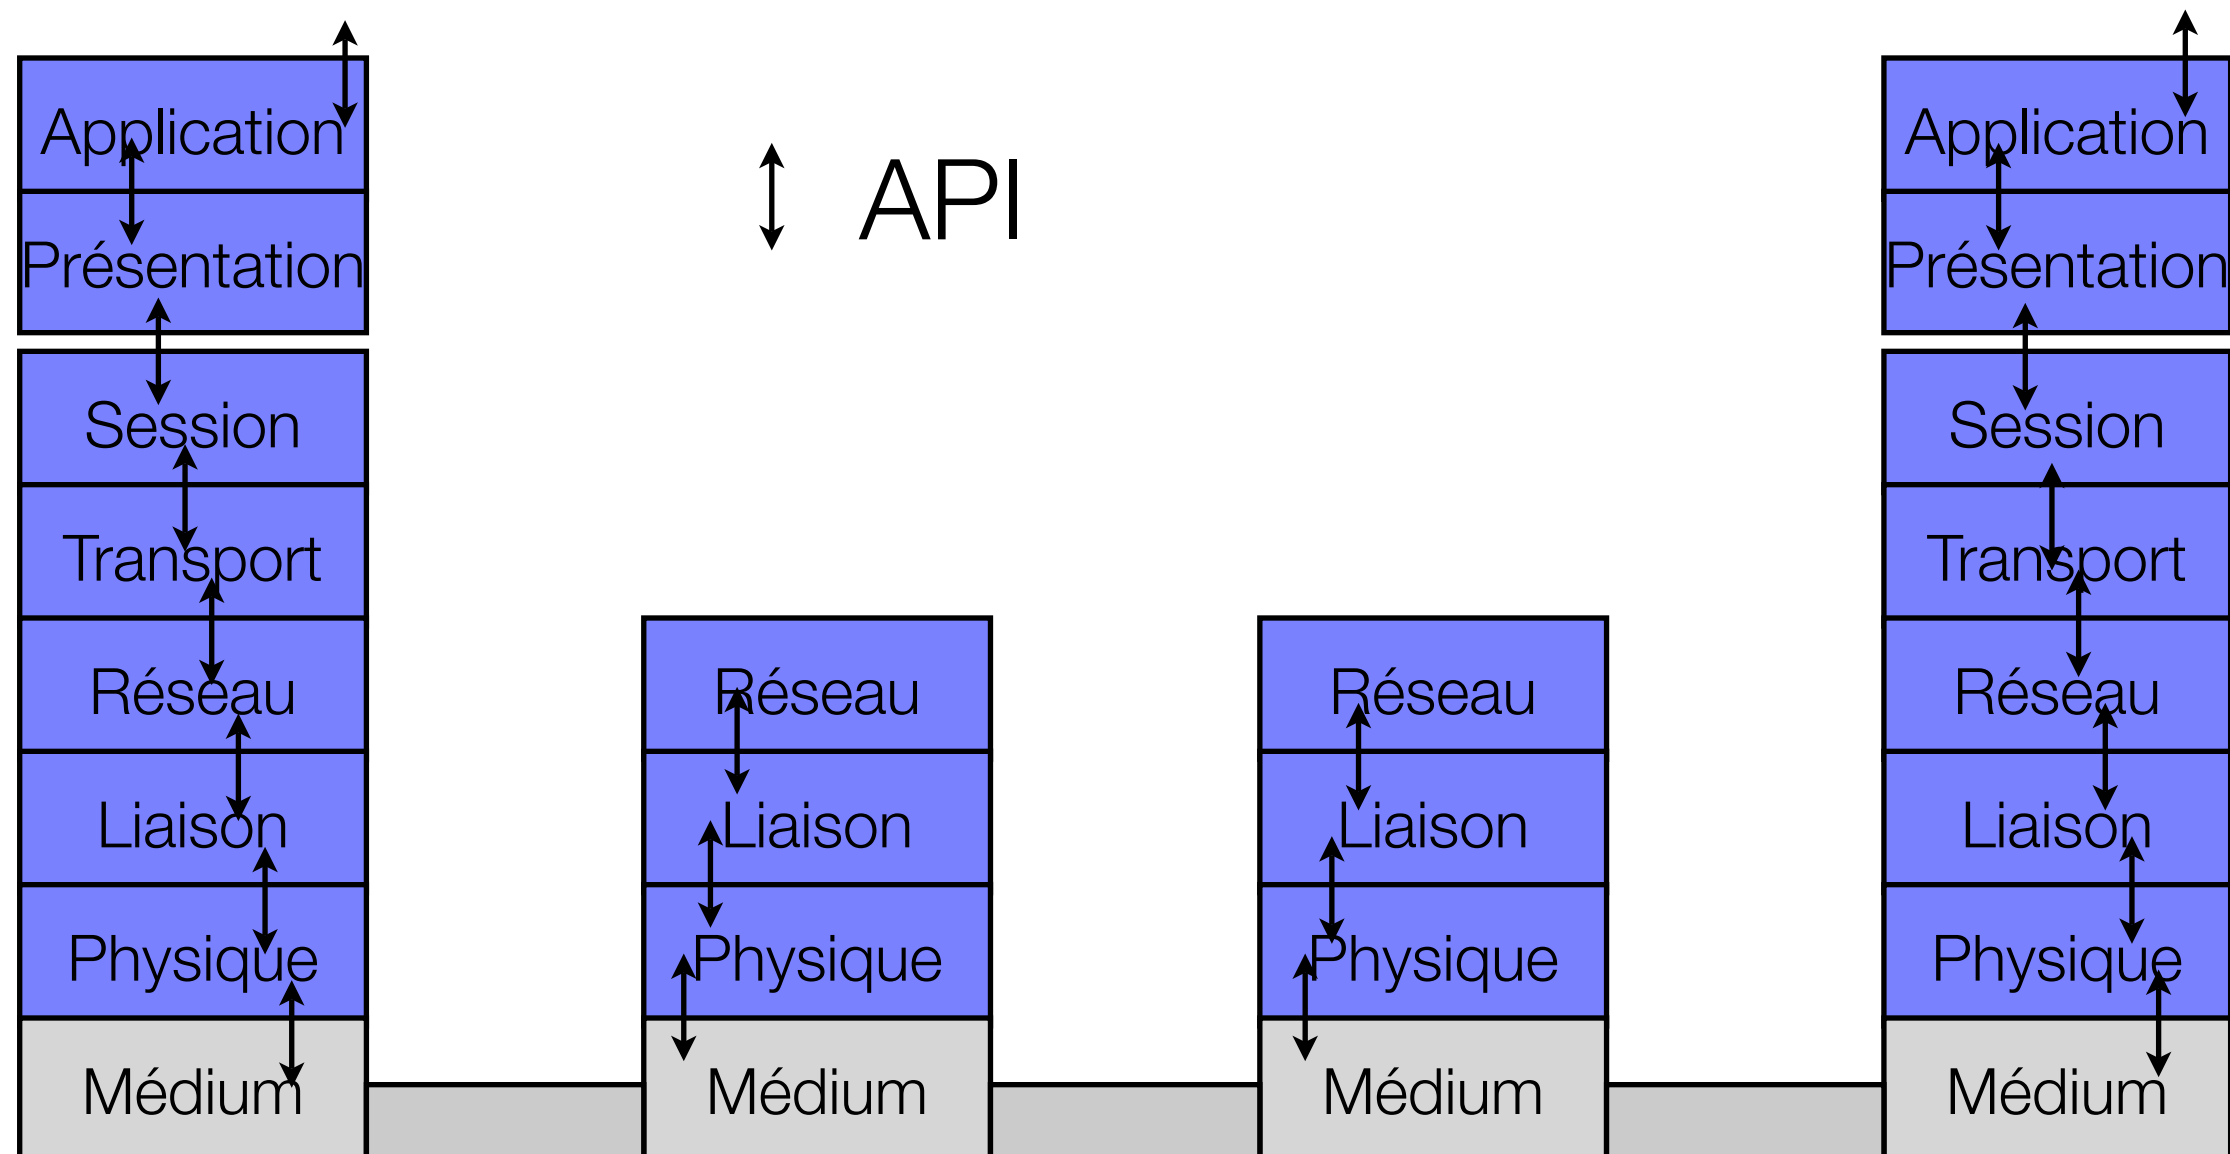 Application
Présentation
Session
Transport
Réseau
Liaison
Physique
Médium
API
Réseau
Liaison
Physique
Médium
Réseau
Liaison
Physique
Médium
Application
Présentation
Session
Transport
Réseau
Liaison
Physique
Médium